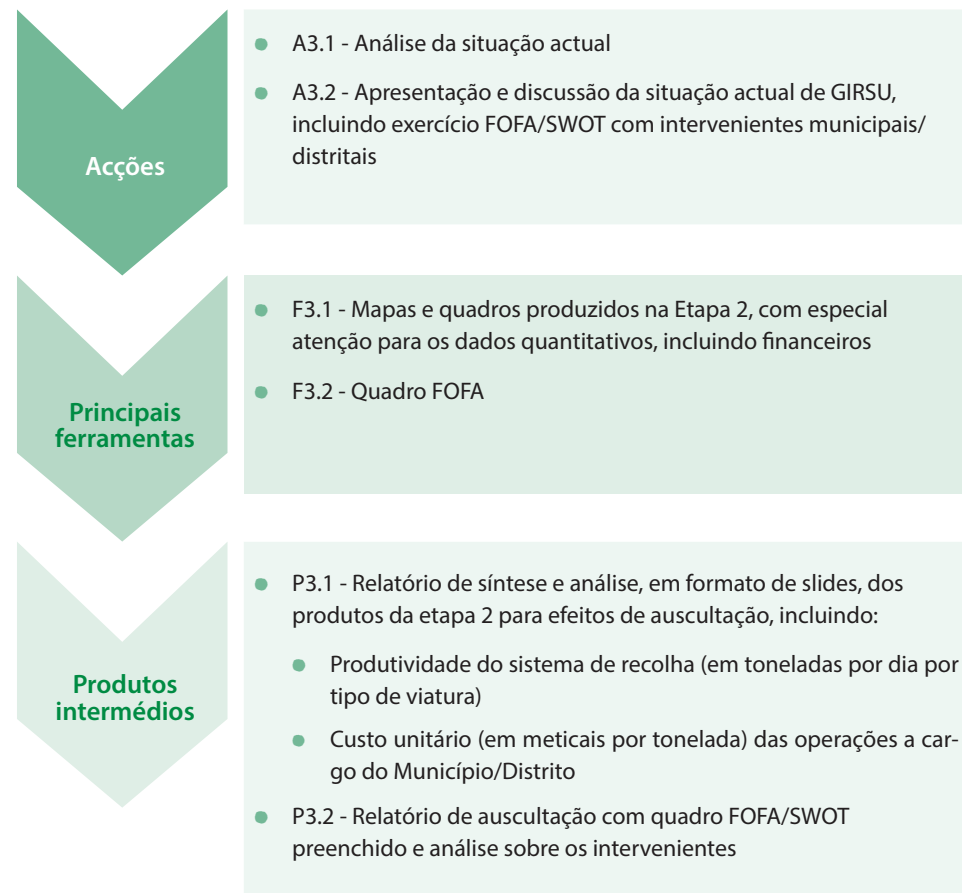 Acções
A3.1 - Análise da situação actual
A3.2 - Apresentação e discussão da situação actual de GIRSU,
incluindo exercício FOFA/SWOT com intervenientes municipais/
distritais
Principais
ferramentas
F3.1 - Mapas e quadros produzidos na Etapa 2, com especial
atenção para os dados quantitativos, incluindo financeiros
F3.2 - Quadro FOFA
Produtos
intermédios
P3.1 - Relatório de síntese e análise, em formato de slides, dos
produtos da etapa 2 para efeitos de auscultação, incluindo:
Produtividade do sistema de recolha (em toneladas por dia por
tipo de viatura)
Custo unitário (em meticais por tonelada) das operações a car-
go do Município/Distrito
P3.2 - Relatório de auscultação com quadro FOFA/SWOT
preenchido e análise sobre os intervenientes